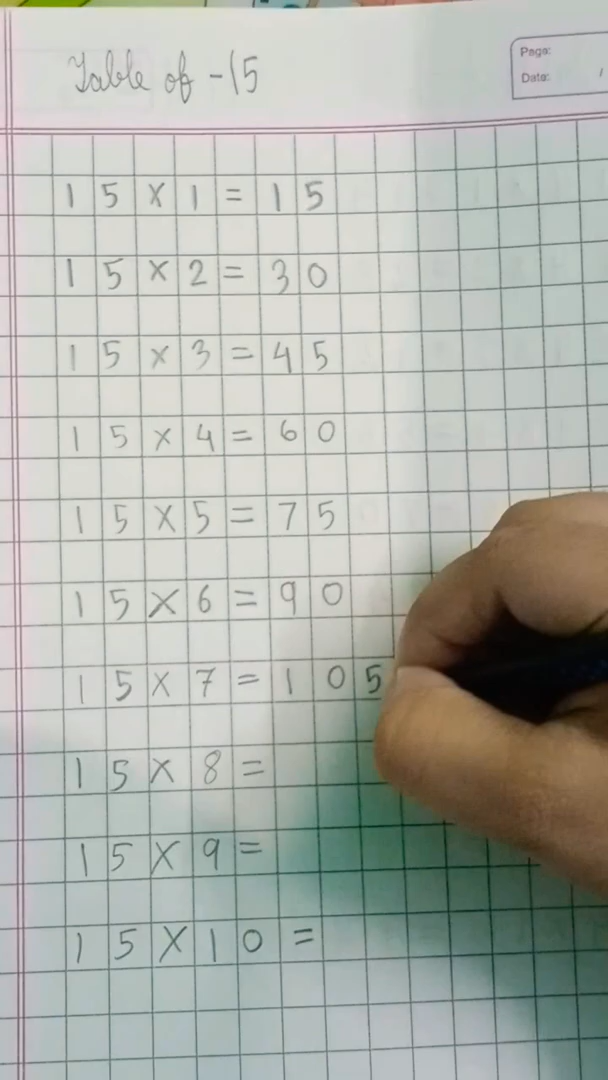 Table of -15
Page:
Date: /
15 × 1 = 15
15 × 2 = 30
15 × 3 = 45
15 × 4 = 60
15 × 5 = 75
15 × 6 = 90
15 × 7 = 105
15 × 8 =
15 × 9 =
15 × 10 =